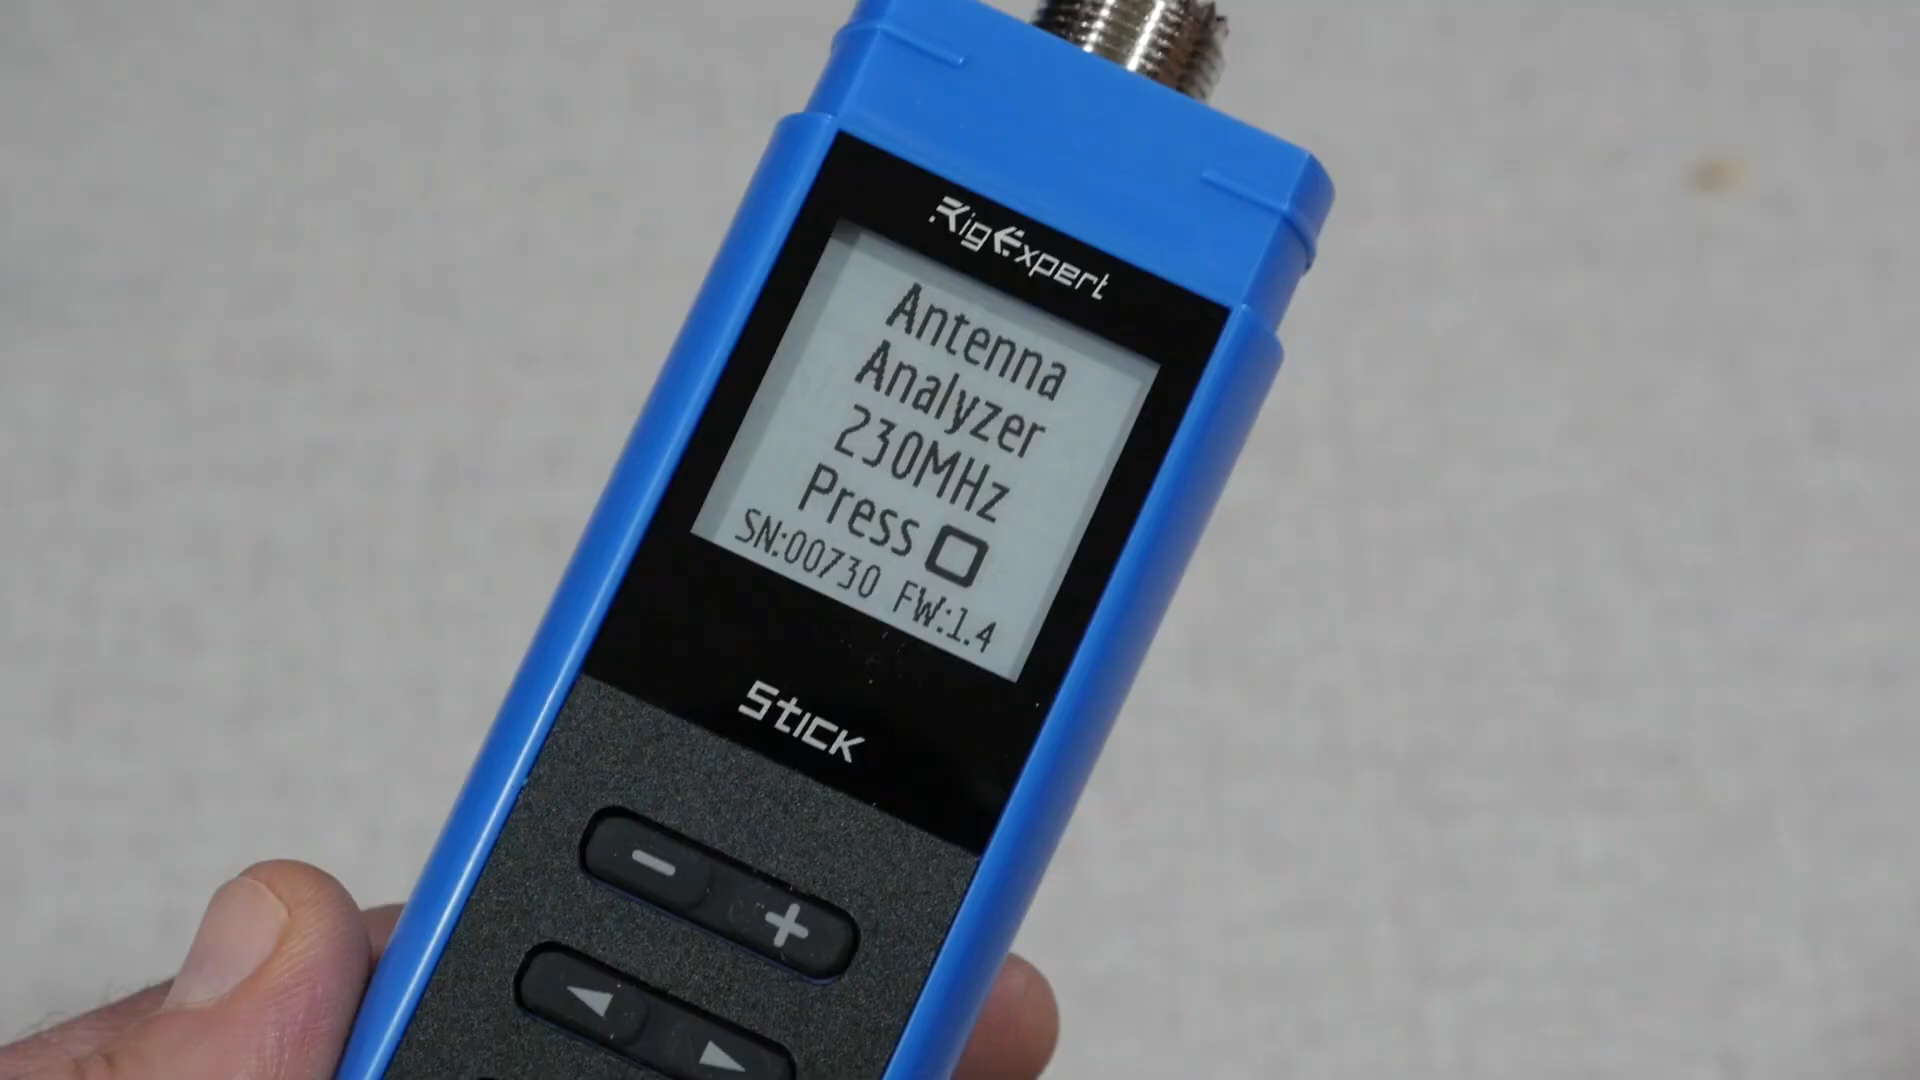 RigExpert
Antenna
Analyzer
230MHz
Press
SN:00730 FW:1.4
Stick
-
+